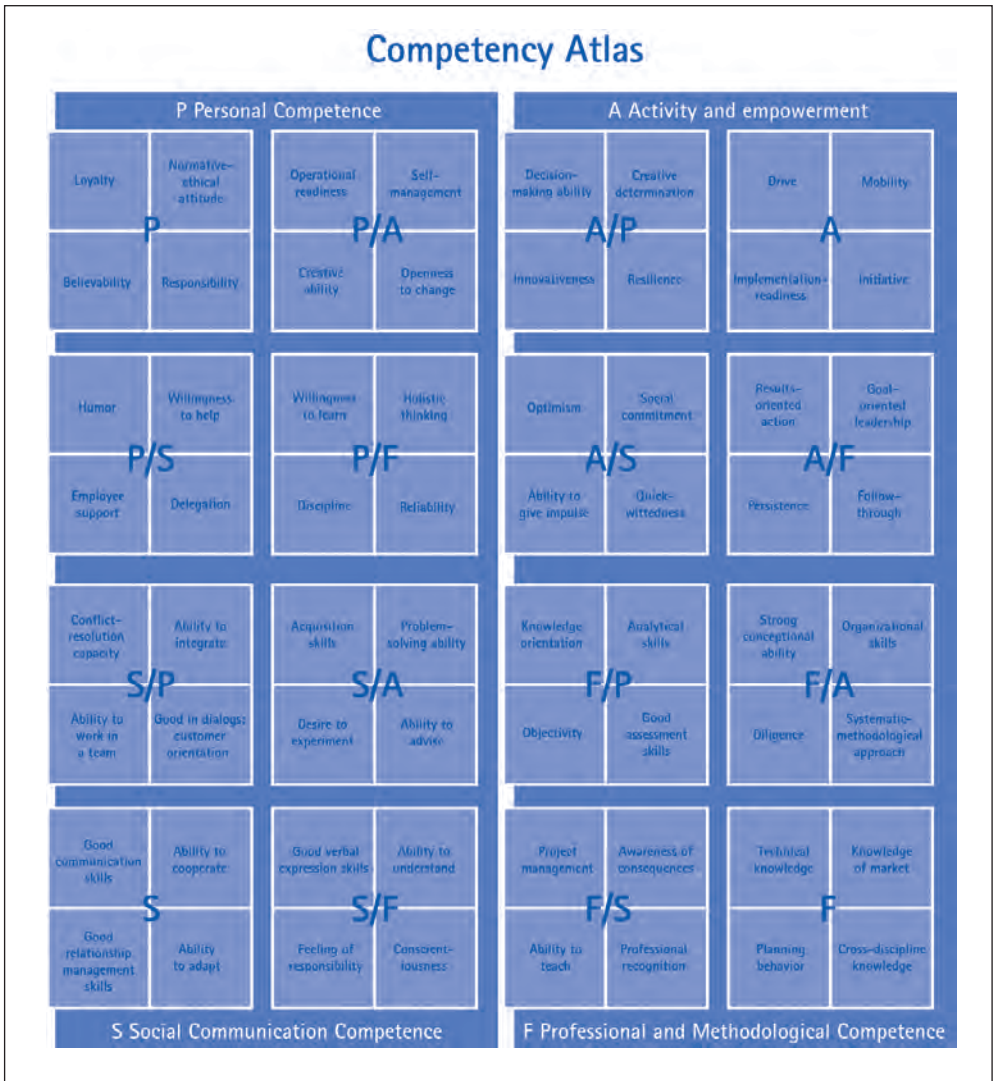 Competency Atlas
P Personal Competence
Loyalty
Normative-
ethical
attitude
P
Believability
Responsibility
Operational
readiness
Self-
management
P/A
Creative
ability
Openness
to change
Humor
Willingness
to help
P/S
Employee
support
Delegation
Willingness
to learn
Holistic
thinking
P/F
Discipline
Reliability
A Activity and empowerment
Decision-
making ability
Creative
determination
A/P
Innovativeness
Resilience
Drive
Mobility
A
Implementation-
readiness
Initiative
Optimism
Social
commitment
A/S
Ability to
give impulse
Quick-
wittedness
Results-
oriented
action
Goal-
oriented
leadership
A/F
Persistence
Follow-
through
Conflict-
resolution
capacity
Ability to
integrate
S/P
Ability to
work in
a team
Good in dialogs;
customer
orientation
Acquisition
skills
Problem-
solving ability
S/A
Desire to
experiment
Ability to
advise
Good
communication
skills
Ability to
cooperate
S
Good
relationship
management
skills
Ability
to adapt
Good verbal
expression skills
Ability to
understand
S/F
Feeling of
responsibility
Conscient-
iousness
S Social Communication Competence
Knowledge
orientation
Analytical
skills
F/P
Objectivity
Good
assessment
skills
Strong
conceptional
ability
Organizational
skills
F/A
Diligence
Systematic-
methodological
approach
Project
management
Awareness of
consequences
F/S
Ability to
teach
Professional
recognition
Technical
knowledge
Knowledge
of market
F
Planning
behavior
Cross-discipline
knowledge
F Professional and Methodological Competence